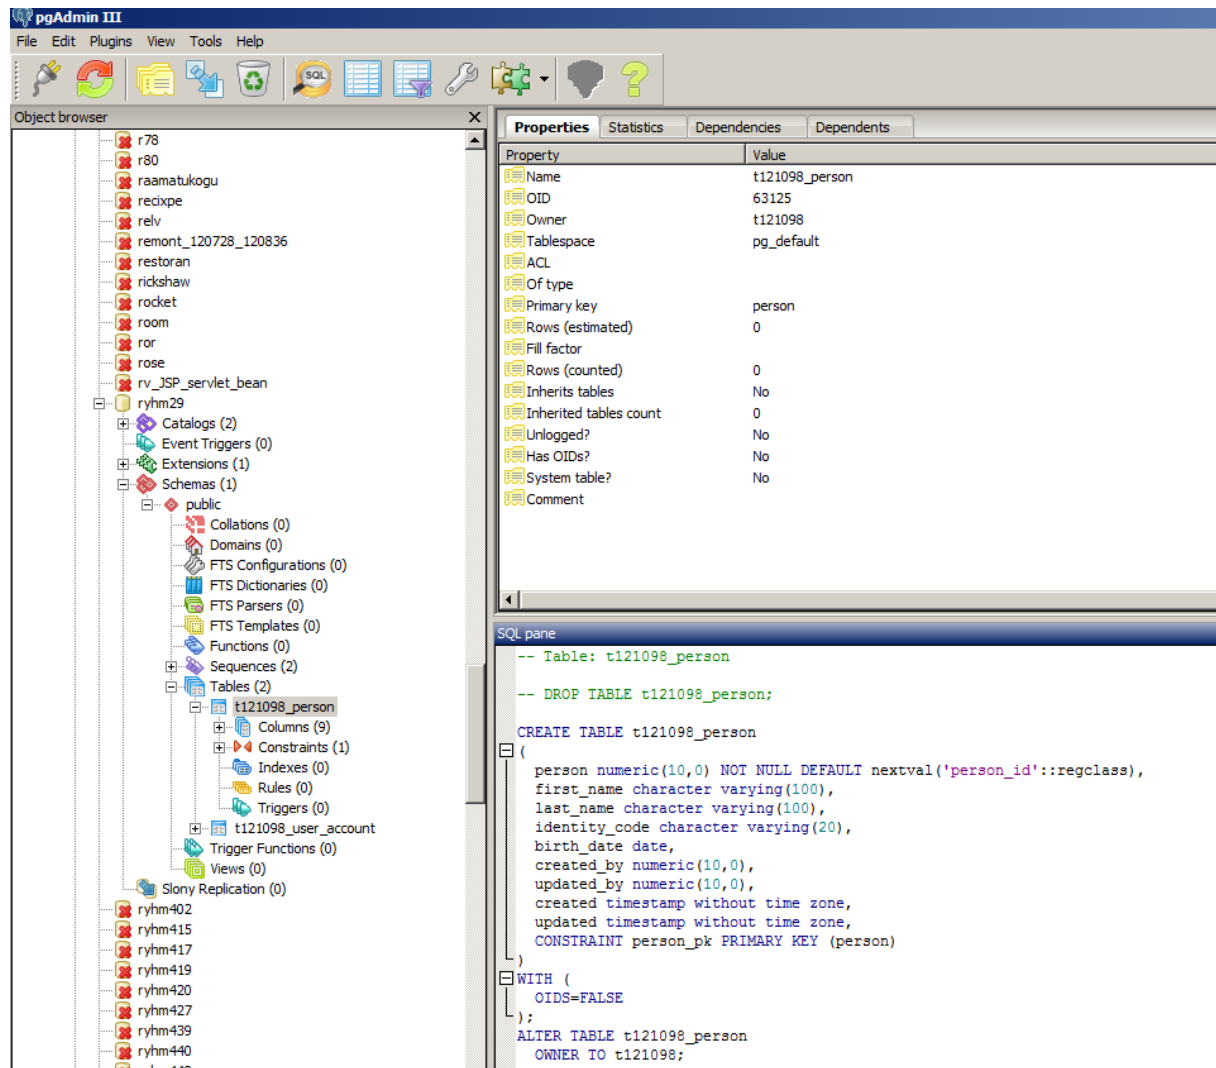 pgAdmin III
File Edit Plugins View Tools Help
SQL
Object browser
r78
r80
raamatukogu
recixpe
relv
remont_120728_120836
restoran
rickshaw
rocket
room
ror
rose
rv_JSP_servlet_bean
ryhm29
Catalogs (2)
Event Triggers (0)
Extensions (1)
Schemas (1)
public
Collations (0)
Domains (0)
FTS Configurations (0)
FTS Dictionaries (0)
FTS Parsers (0)
FTS Templates (0)
Functions (0)
Sequences (2)
Tables (2)
t121098_person
Columns (9)
Constraints (1)
Indexes (0)
Rules (0)
Triggers (0)
t121098_user_account
Trigger Functions (0)
Views (0)
Slony Replication (0)
ryhm402
ryhm415
ryhm417
ryhm419
ryhm420
ryhm427
ryhm439
ryhm440
Properties Statistics Dependencies Dependents
Property Value
Name t121098_person
OID 63125
Owner t121098
Tablespace pg_default
ACL
Of type
Primary key person
Rows (estimated) 0
Fill factor
Rows (counted) 0
Inherits tables No
Inherited tables count 0
Unlogged? No
Has OIDs? No
System table? No
Comment
SQL pane
-- Table: t121098_person
-- DROP TABLE t121098_person;
CREATE TABLE t121098_person
(
person numeric(10,0) NOT NULL DEFAULT nextval('person_id'::regclass),
first_name character varying(100),
last_name character varying(100),
identity_code character varying(20),
birth_date date,
created_by numeric(10,0),
updated_by numeric(10,0),
created timestamp without time zone,
updated timestamp without time zone,
CONSTRAINT person_pk PRIMARY KEY (person)
)
WITH (
OIDS=FALSE
);
ALTER TABLE t121098_person
OWNER TO t121098;